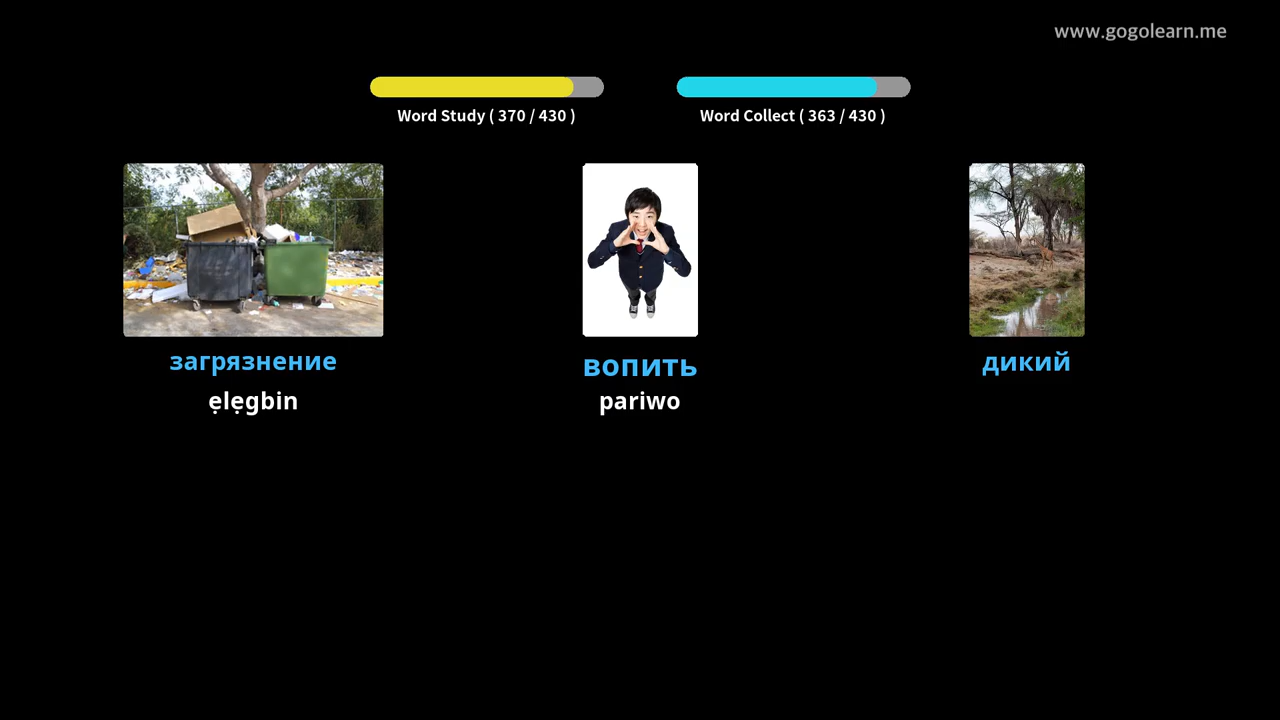 www.gogolearn.me
Word Study ( 370 / 430 )
Word Collect ( 363 / 430 )
загрязнение
ẹlẹgbin
вопить
pariwo
дикий